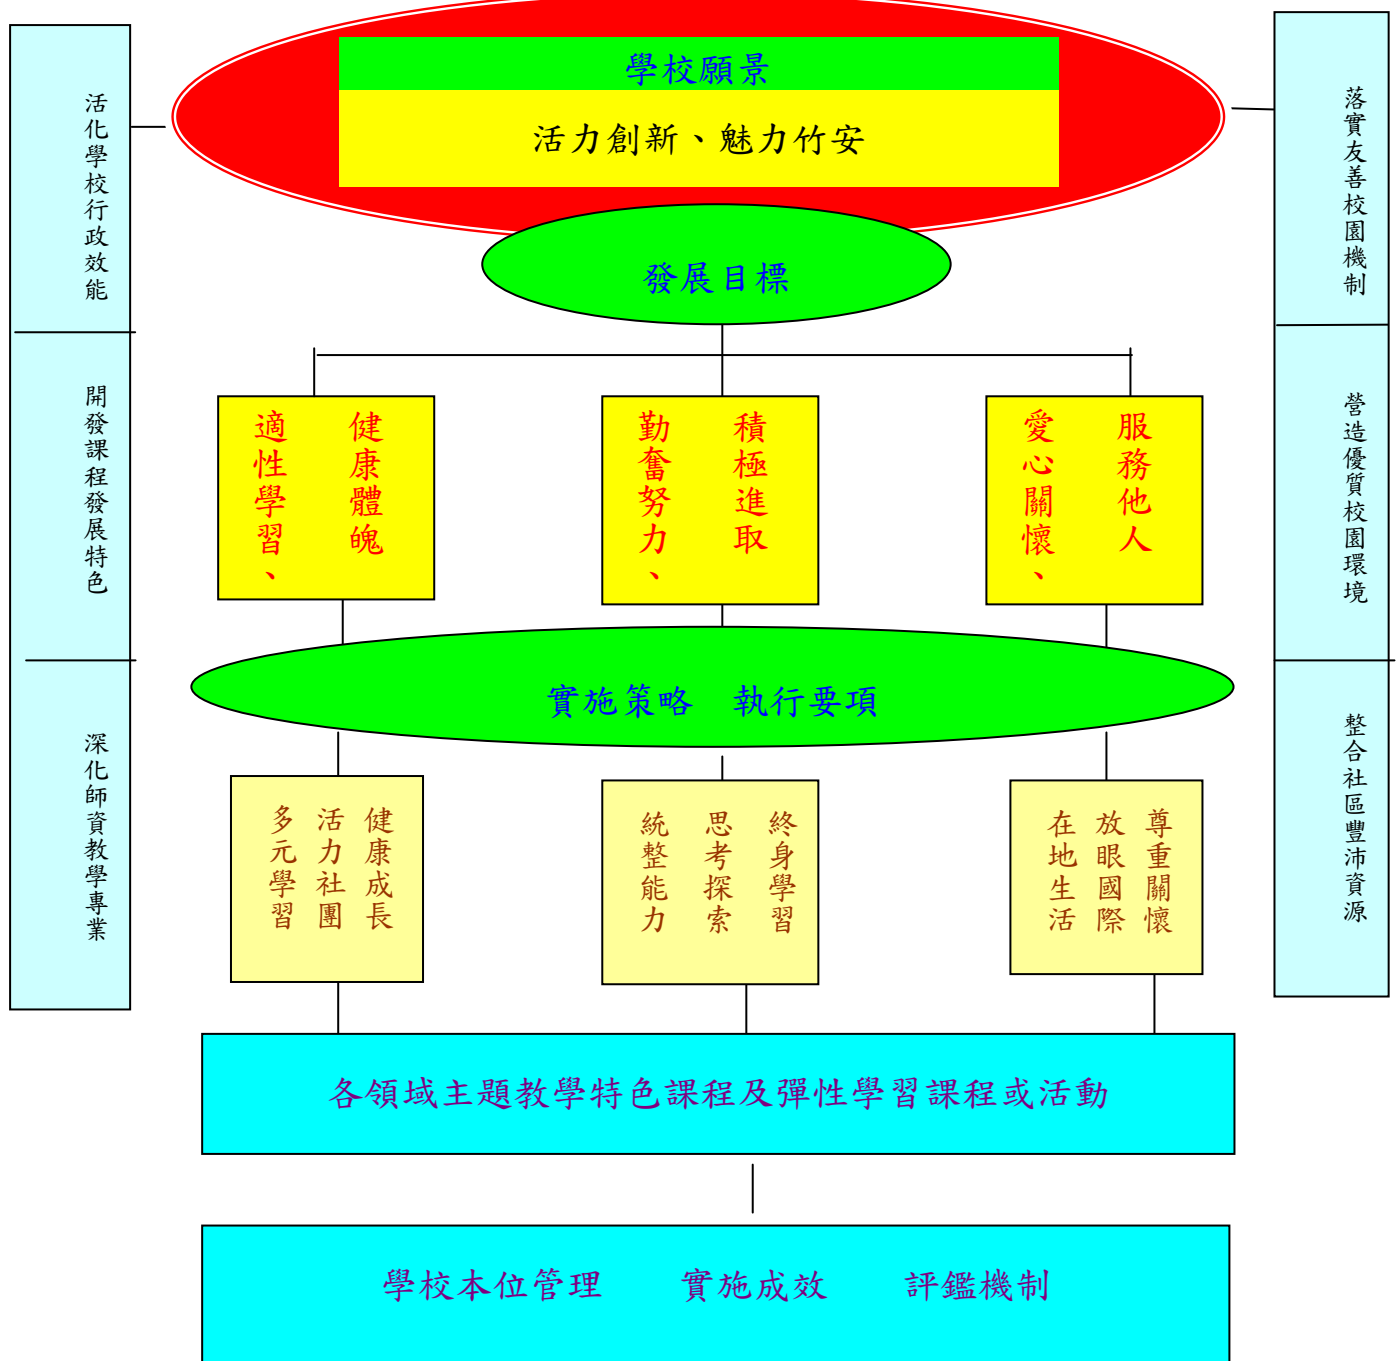 學校願景
活力創新、魅力竹安
發展目標
適性學習、
健康體魄
勤奮努力、
積極進取
愛心關懷、
服務他人
實施策略　執行要項
多元學習
活力社團
健康成長
統整能力
思考探索
終身學習
在地生活
放眼國際
尊重關懷
各領域主題教學特色課程及彈性學習課程或活動
學校本位管理　　實施成效　　評鑑機制
活化學校行政效能
開發課程發展特色
深化師資教學專業
落實友善校園機制
營造優質校園環境
整合社區豐沛資源